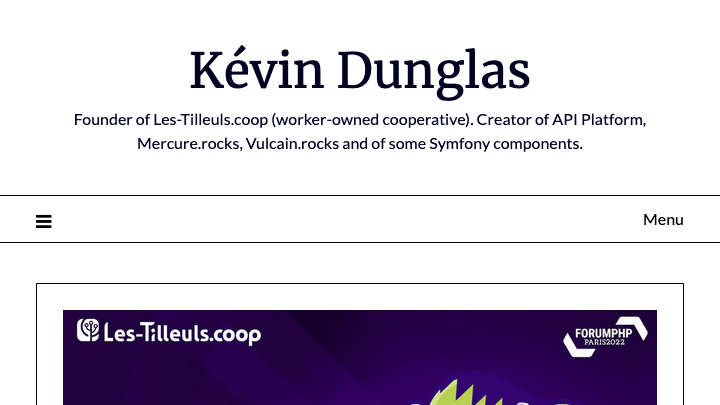 Kévin Dunglas
Founder of Les-Tilleuls.coop (worker-owned cooperative). Creator of API Platform,
Mercure.rocks, Vulcain.rocks and of some Symfony components.
Menu
Les-Tilleuls.coop
FORUMPHP
PARIS2022